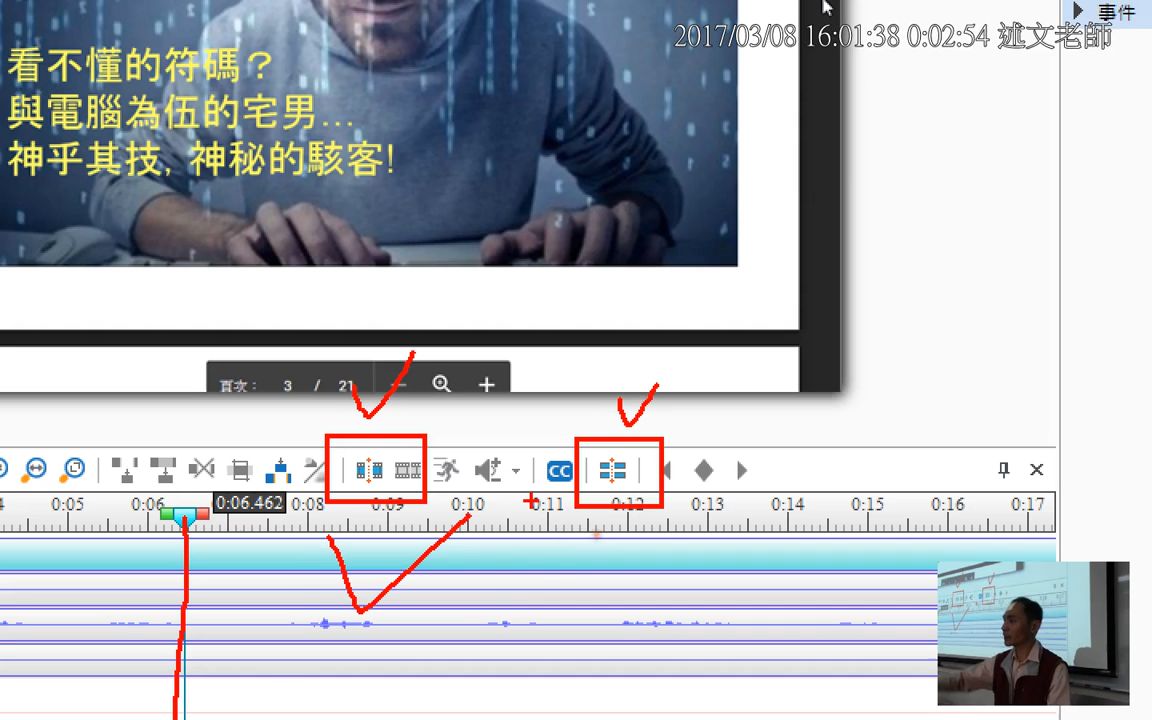 事件
2017/03/08 16:01:38 0:02:54 述文老師
看不懂的符碼？
與電腦為伍的宅男...
神乎其技, 神秘的駭客!
頁次： 3 / 21
CC
0:05 0:06 0:06.462 0:08 0:09 0:10 0:11 0:12 0:13 0:14 0:15 0:16 0:17